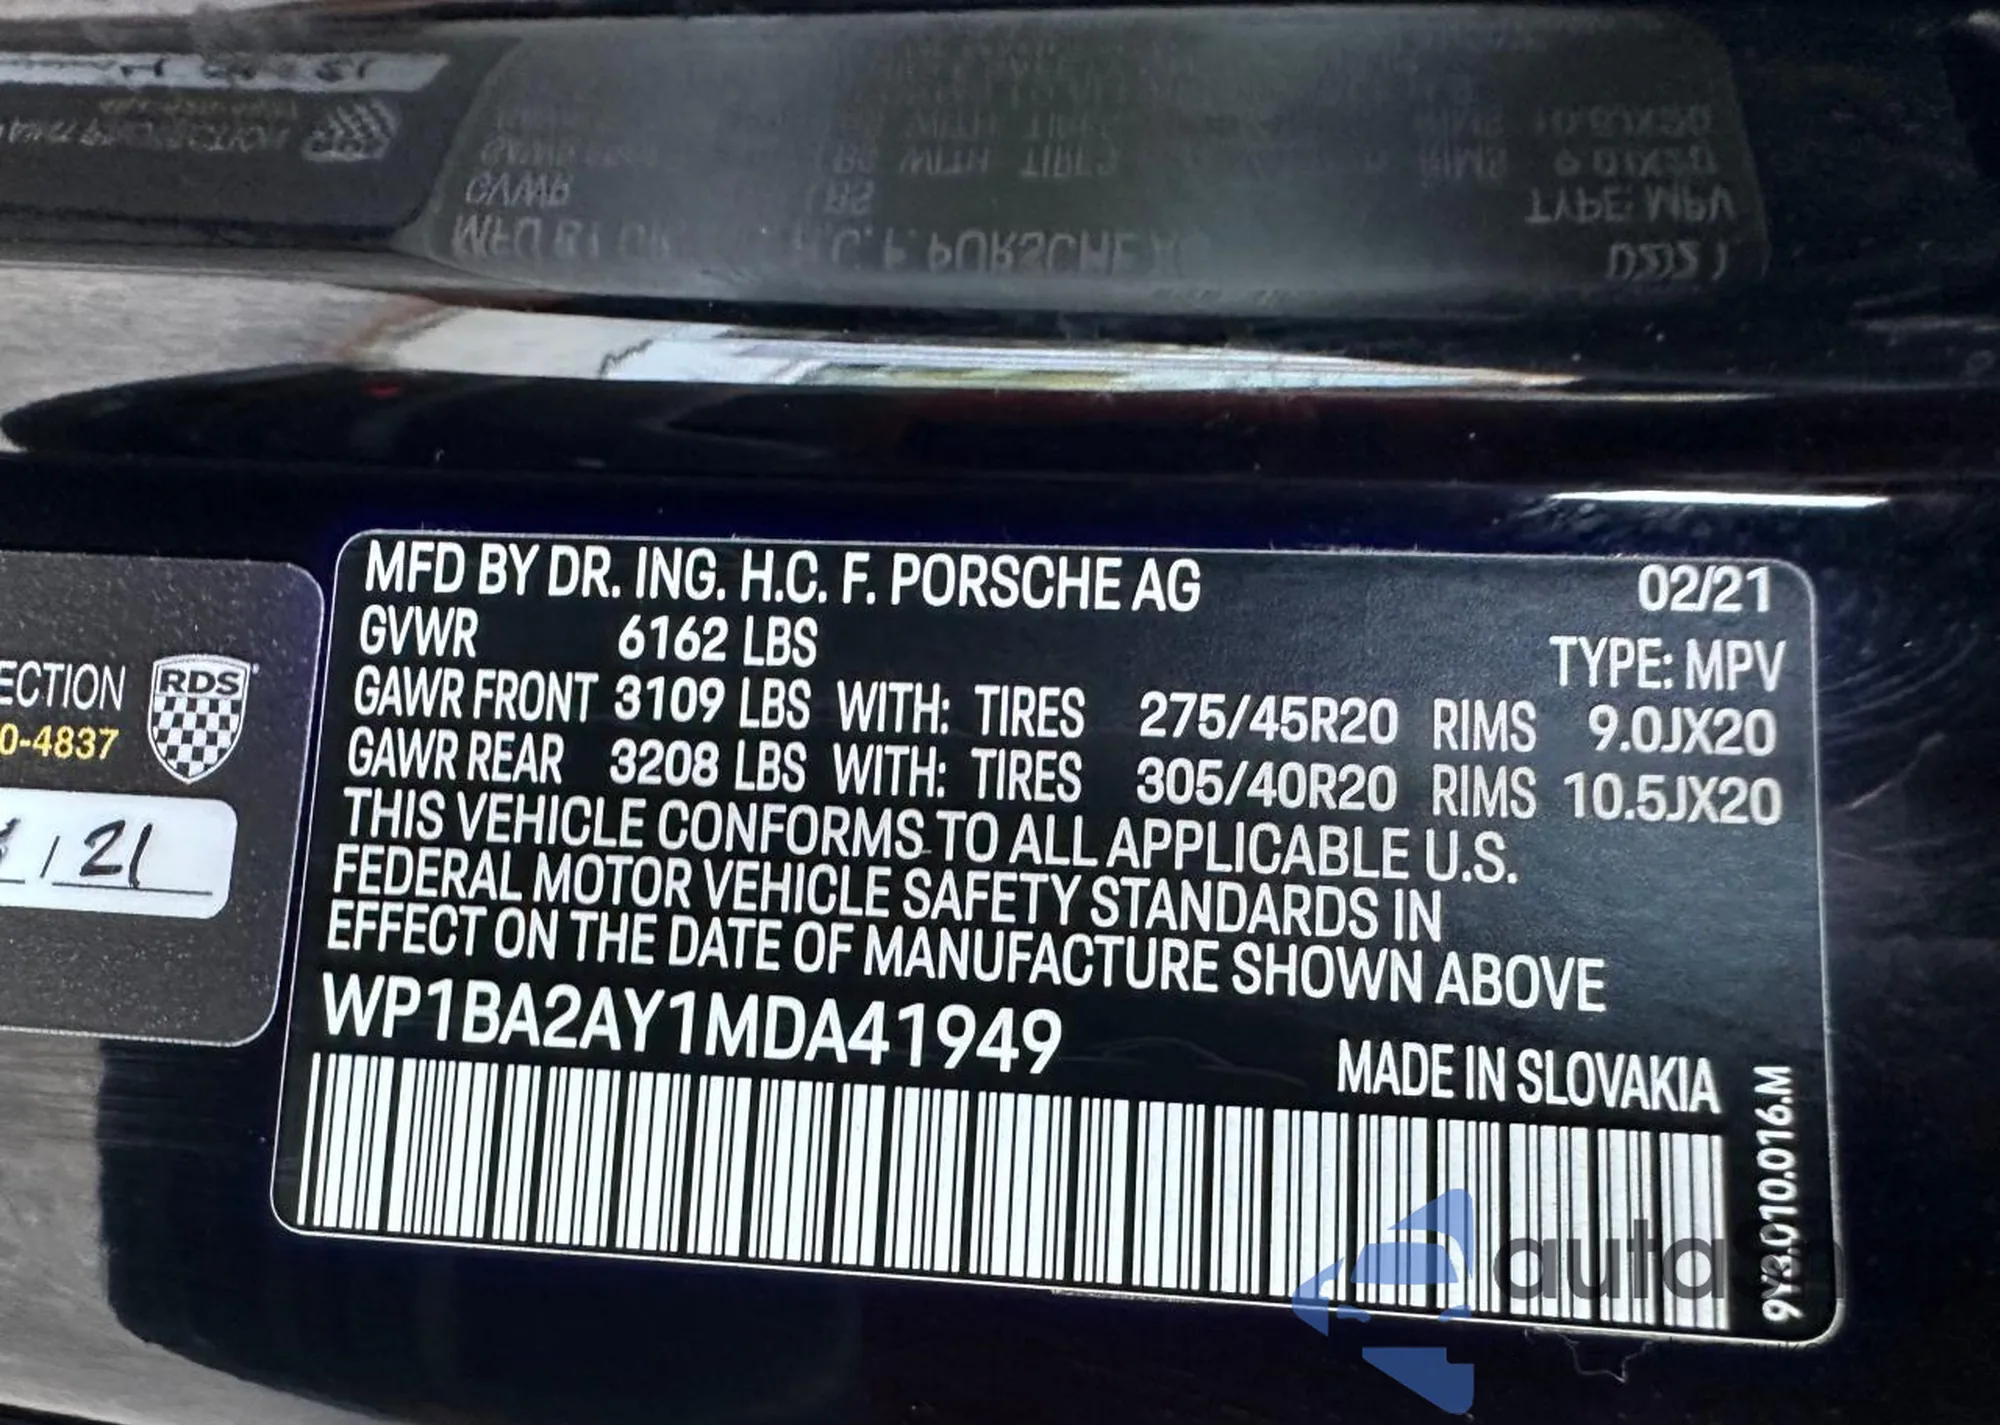 MFD BY DR. ING. H.C. F. PORSCHE AG 02/21
GVWR 6162 LBS TYPE: MPV
GAWR FRONT 3109 LBS WITH: TIRES 275/45R20 RIMS 9.0JX20
GAWR REAR 3208 LBS WITH: TIRES 305/40R20 RIMS 10.5JX20
THIS VEHICLE CONFORMS TO ALL APPLICABLE U.S.
FEDERAL MOTOR VEHICLE SAFETY STANDARDS IN
EFFECT ON THE DATE OF MANUFACTURE SHOWN ABOVE
WP1BA2AY1MDA41949
MADE IN SLOVAKIA
9Y3.010.016.M
ECTION
RDS
0-4837
/ 21